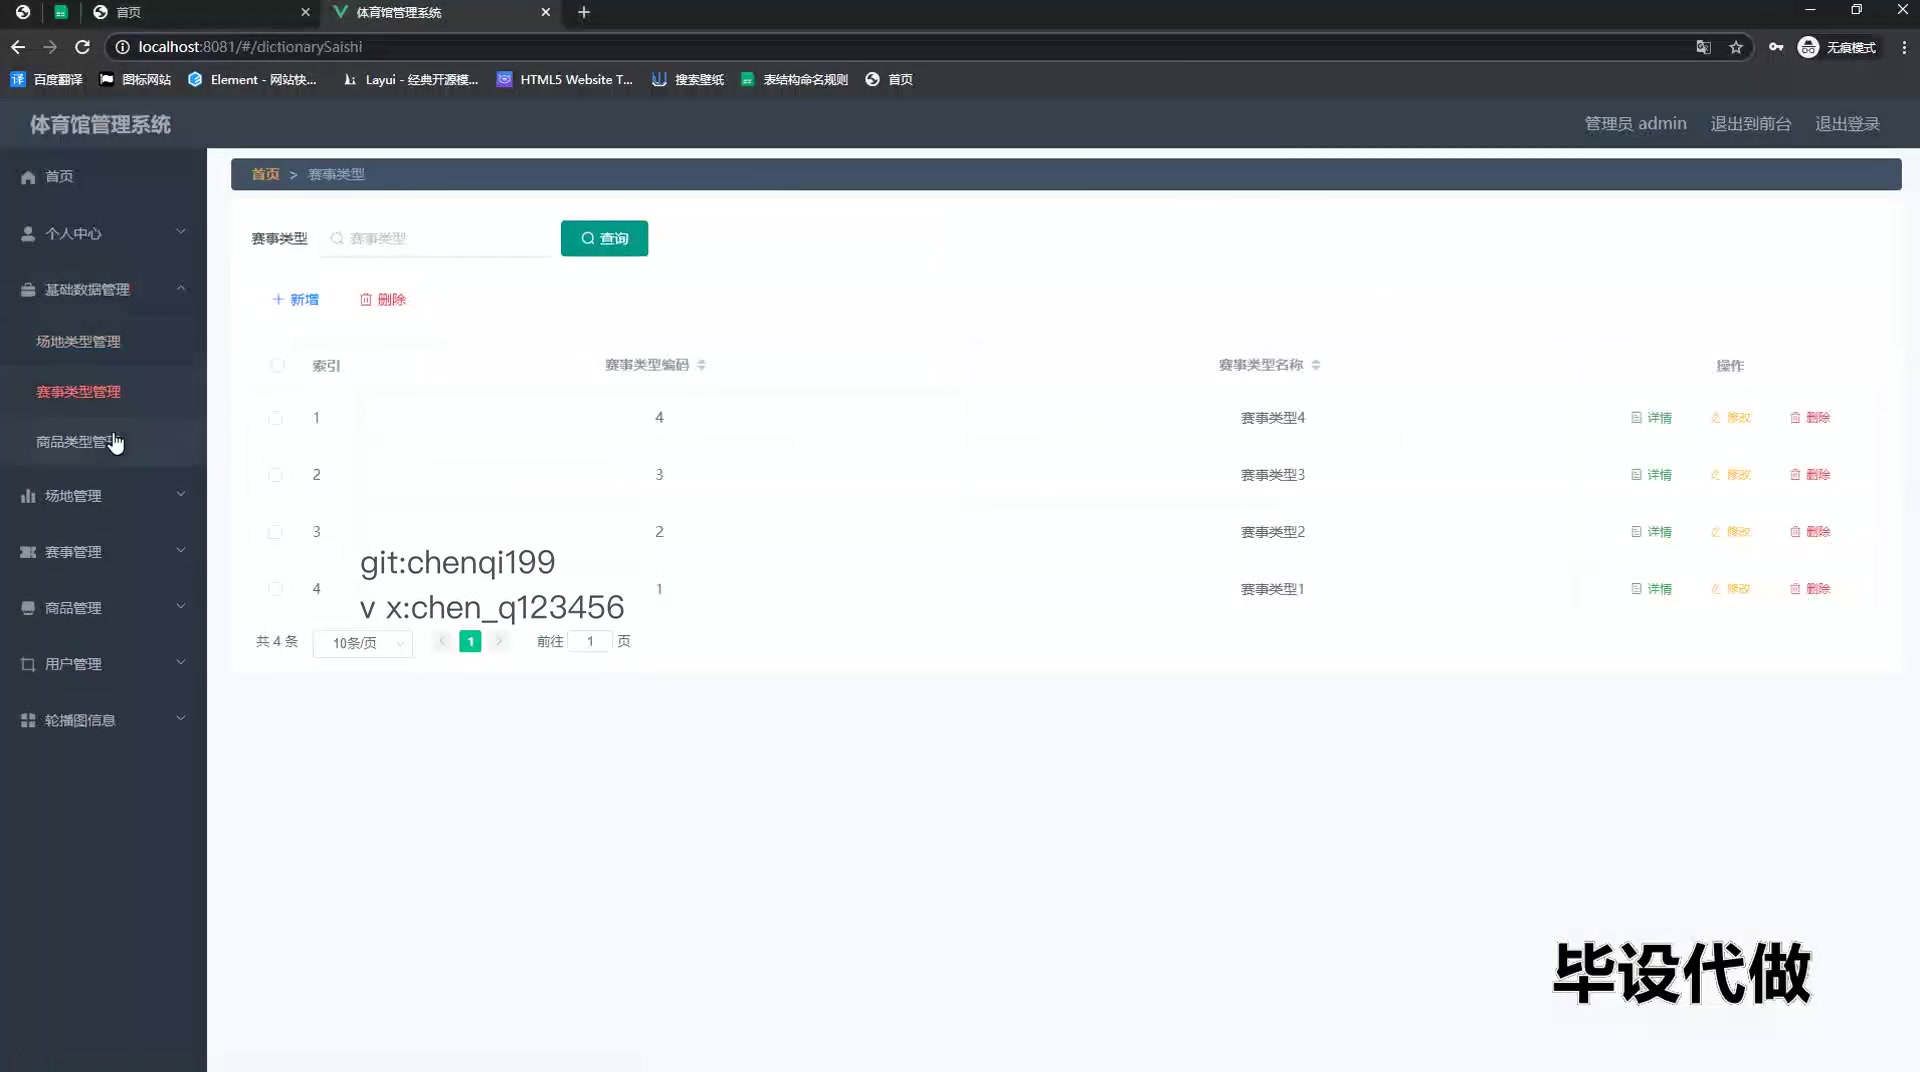 首页
体育馆管理系统
localhost:8081/#/dictionarySaishi
无痕模式
百度翻译
图标网站
Element - 网站快...
Layui - 经典开源模...
HTML5 Website T...
搜索壁纸
表结构命名规则
首页
体育馆管理系统
管理员 admin
退出到前台
退出登录
首页
个人中心
基础数据管理
场地类型管理
赛事类型管理
商品类型管理
场地管理
赛事管理
商品管理
用户管理
轮播图信息
首页 > 赛事类型
赛事类型 赛事类型 查询
新增 删除
索引 赛事类型编码 赛事类型名称 操作
1 4 赛事类型4 详情 修改 删除
2 3 赛事类型3 详情 修改 删除
3 2 赛事类型2 详情 修改 删除
git:chenqi199
4 1 赛事类型1 详情 修改 删除
v x:chen_q123456
共 4 条 10条/页 1 前往 1 页
毕设代做